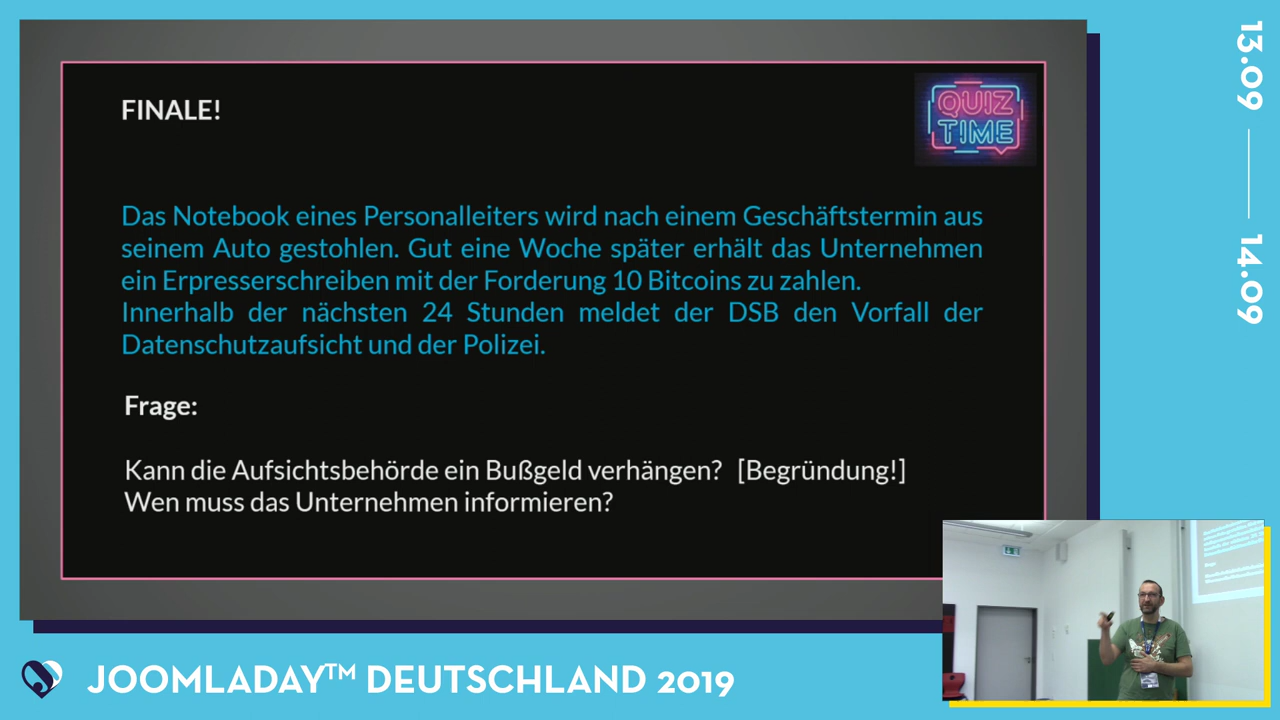 FINALE!
QUIZ
TIME
Das Notebook eines Personalleiters wird nach einem Geschäftstermin aus
seinem Auto gestohlen. Gut eine Woche später erhält das Unternehmen
ein Erpresserschreiben mit der Forderung 10 Bitcoins zu zahlen.
Innerhalb der nächsten 24 Stunden meldet der DSB den Vorfall der
Datenschutzaufsicht und der Polizei.
Frage:
Kann die Aufsichtsbehörde ein Bußgeld verhängen? [Begründung!]
Wen muss das Unternehmen informieren?
13.09
14.09
JOOMLADAY™ DEUTSCHLAND 2019